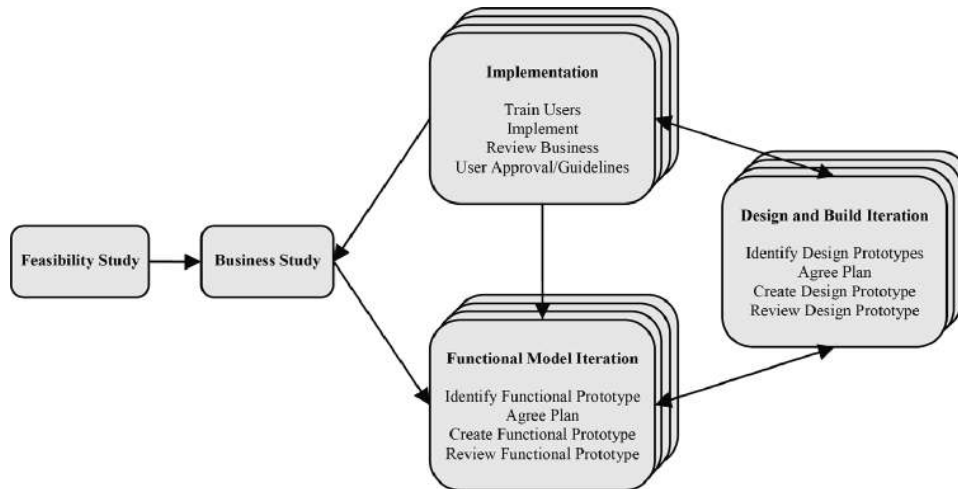 Implementation
Train Users
Implement
Review Business
User Approval/Guidelines
Design and Build Iteration
Identify Design Prototypes
Agree Plan
Create Design Prototype
Review Design Prototype
Feasibility Study
Business Study
Functional Model Iteration
Identify Functional Prototype
Agree Plan
Create Functional Prototype
Review Functional Prototype